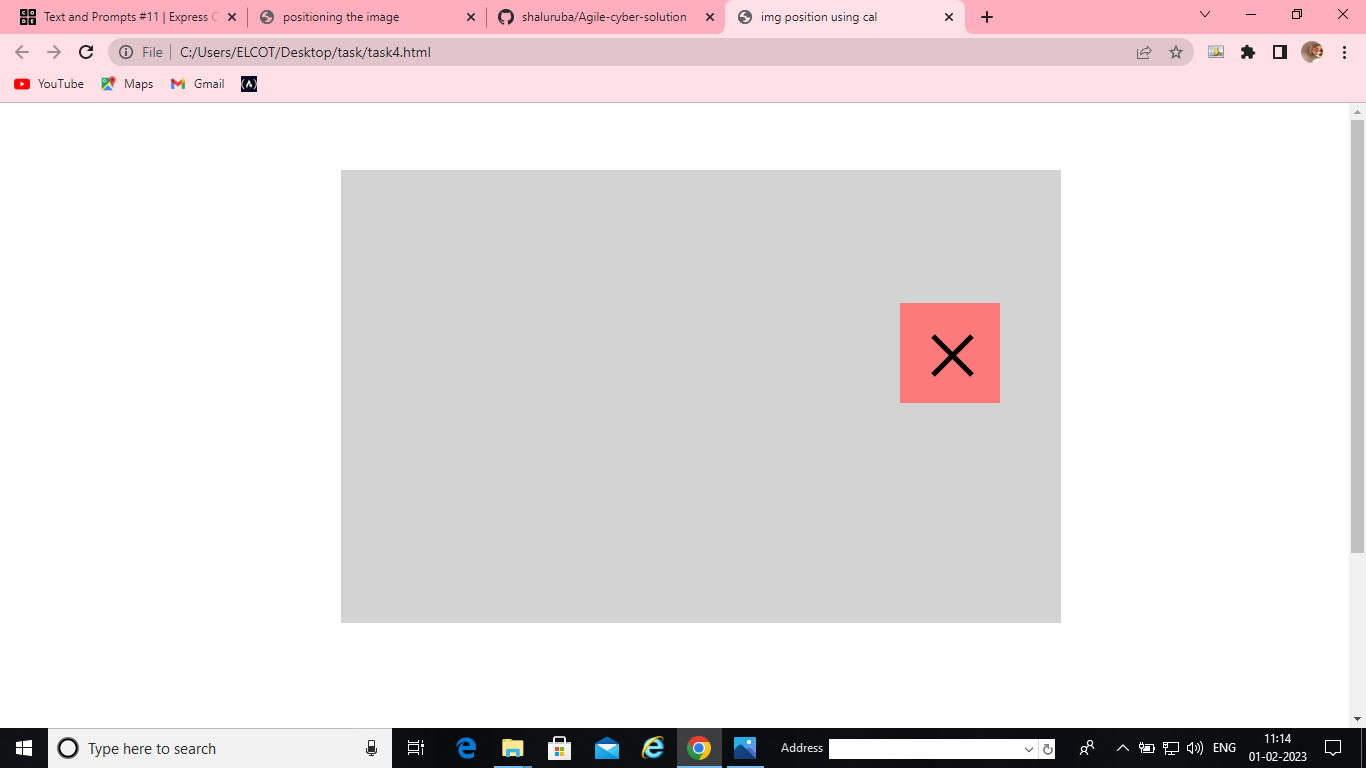 Text and Prompts #11 | Express C
positioning the image
shaluruba/Agile-cyber-solution
img position using cal
File
C:/Users/ELCOT/Desktop/task/task4.html
YouTube
Maps
Gmail
Type here to search
Address
ENG
11:14
01-02-2023